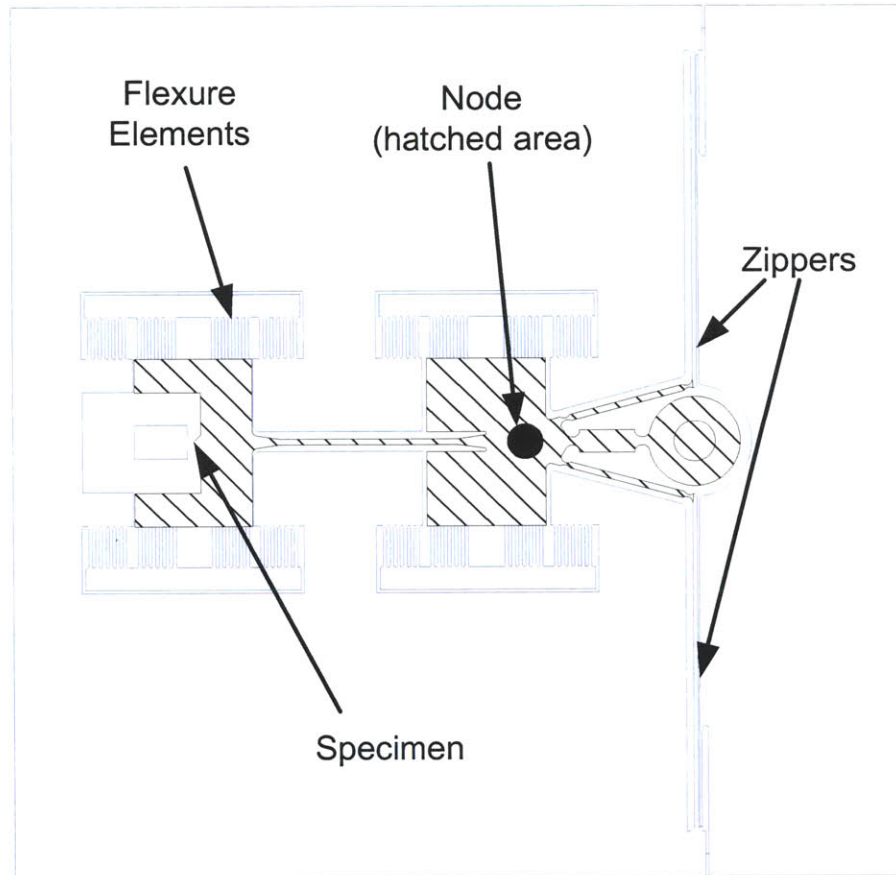 Flexure
Elements
Node
(hatched area)
Zippers
Specimen